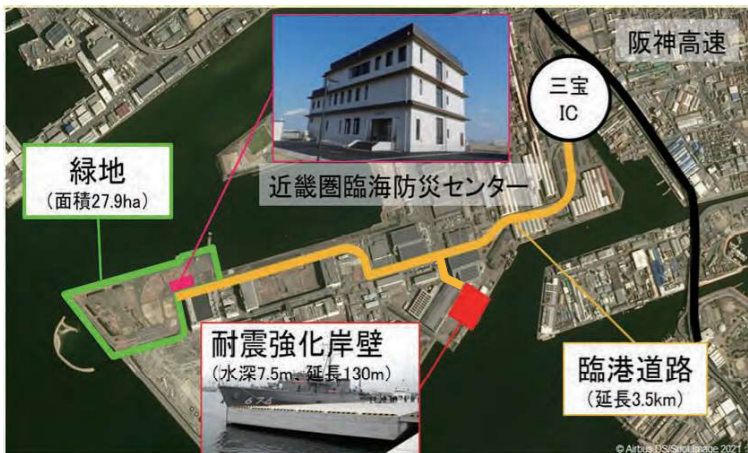 阪神高速
三宝
IC
緑地
(面積27.9ha)
近畿圏臨海防災センター
耐震強化岸壁
(水深7.5m 延長130m)
674
臨港道路
(延長3.5km)
© Airbus DS/Spot Image 2021